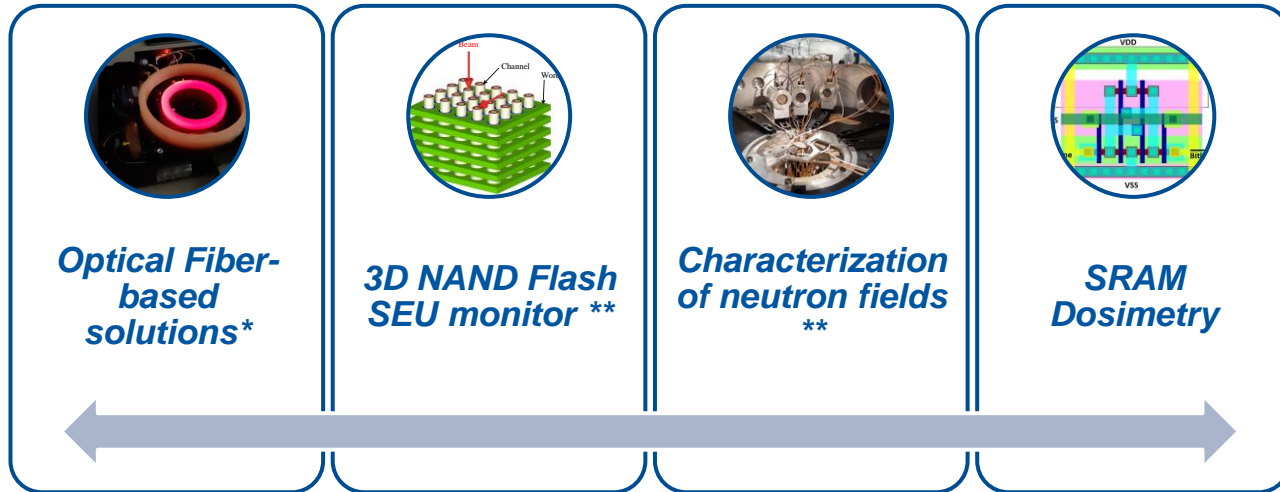 Beam
Channel
VDD
VSS
Optical Fiber-
based
solutions*
3D NAND Flash
SEU monitor **
Characterization
of neutron fields
**
SRAM
Dosimetry